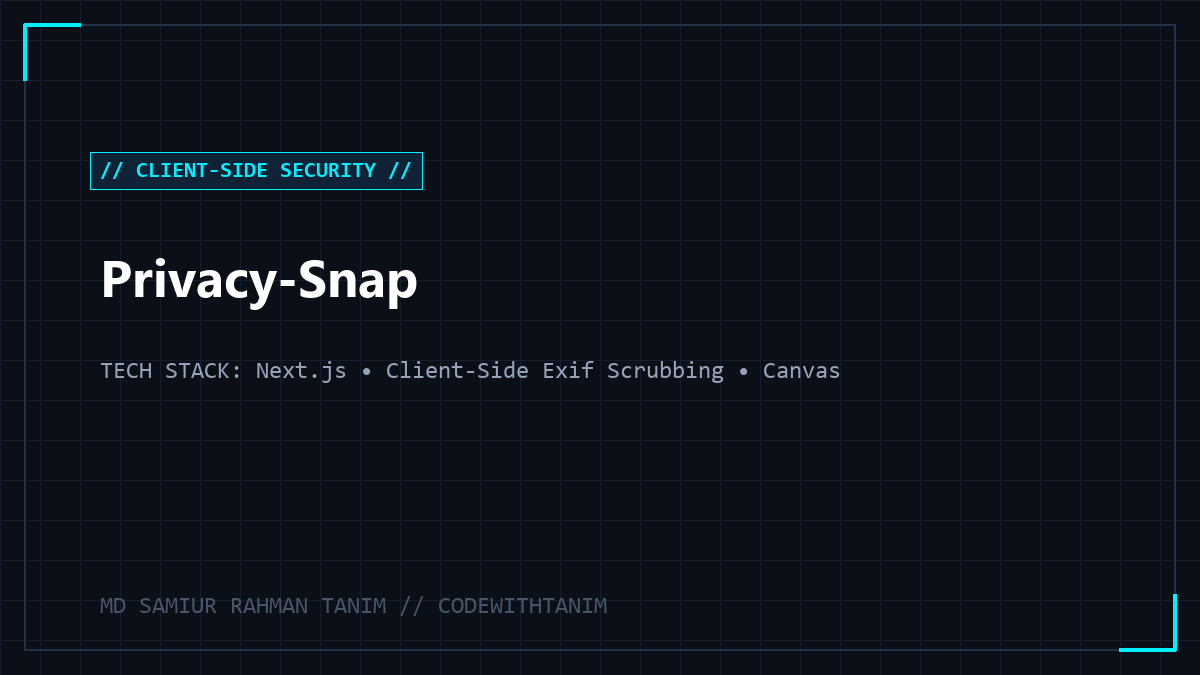 // CLIENT-SIDE SECURITY //
Privacy-Snap
TECH STACK: Next.js • Client-Side Exif Scrubbing • Canvas
MD SAMIUR RAHMAN TANIM // CODEWITHTANIM